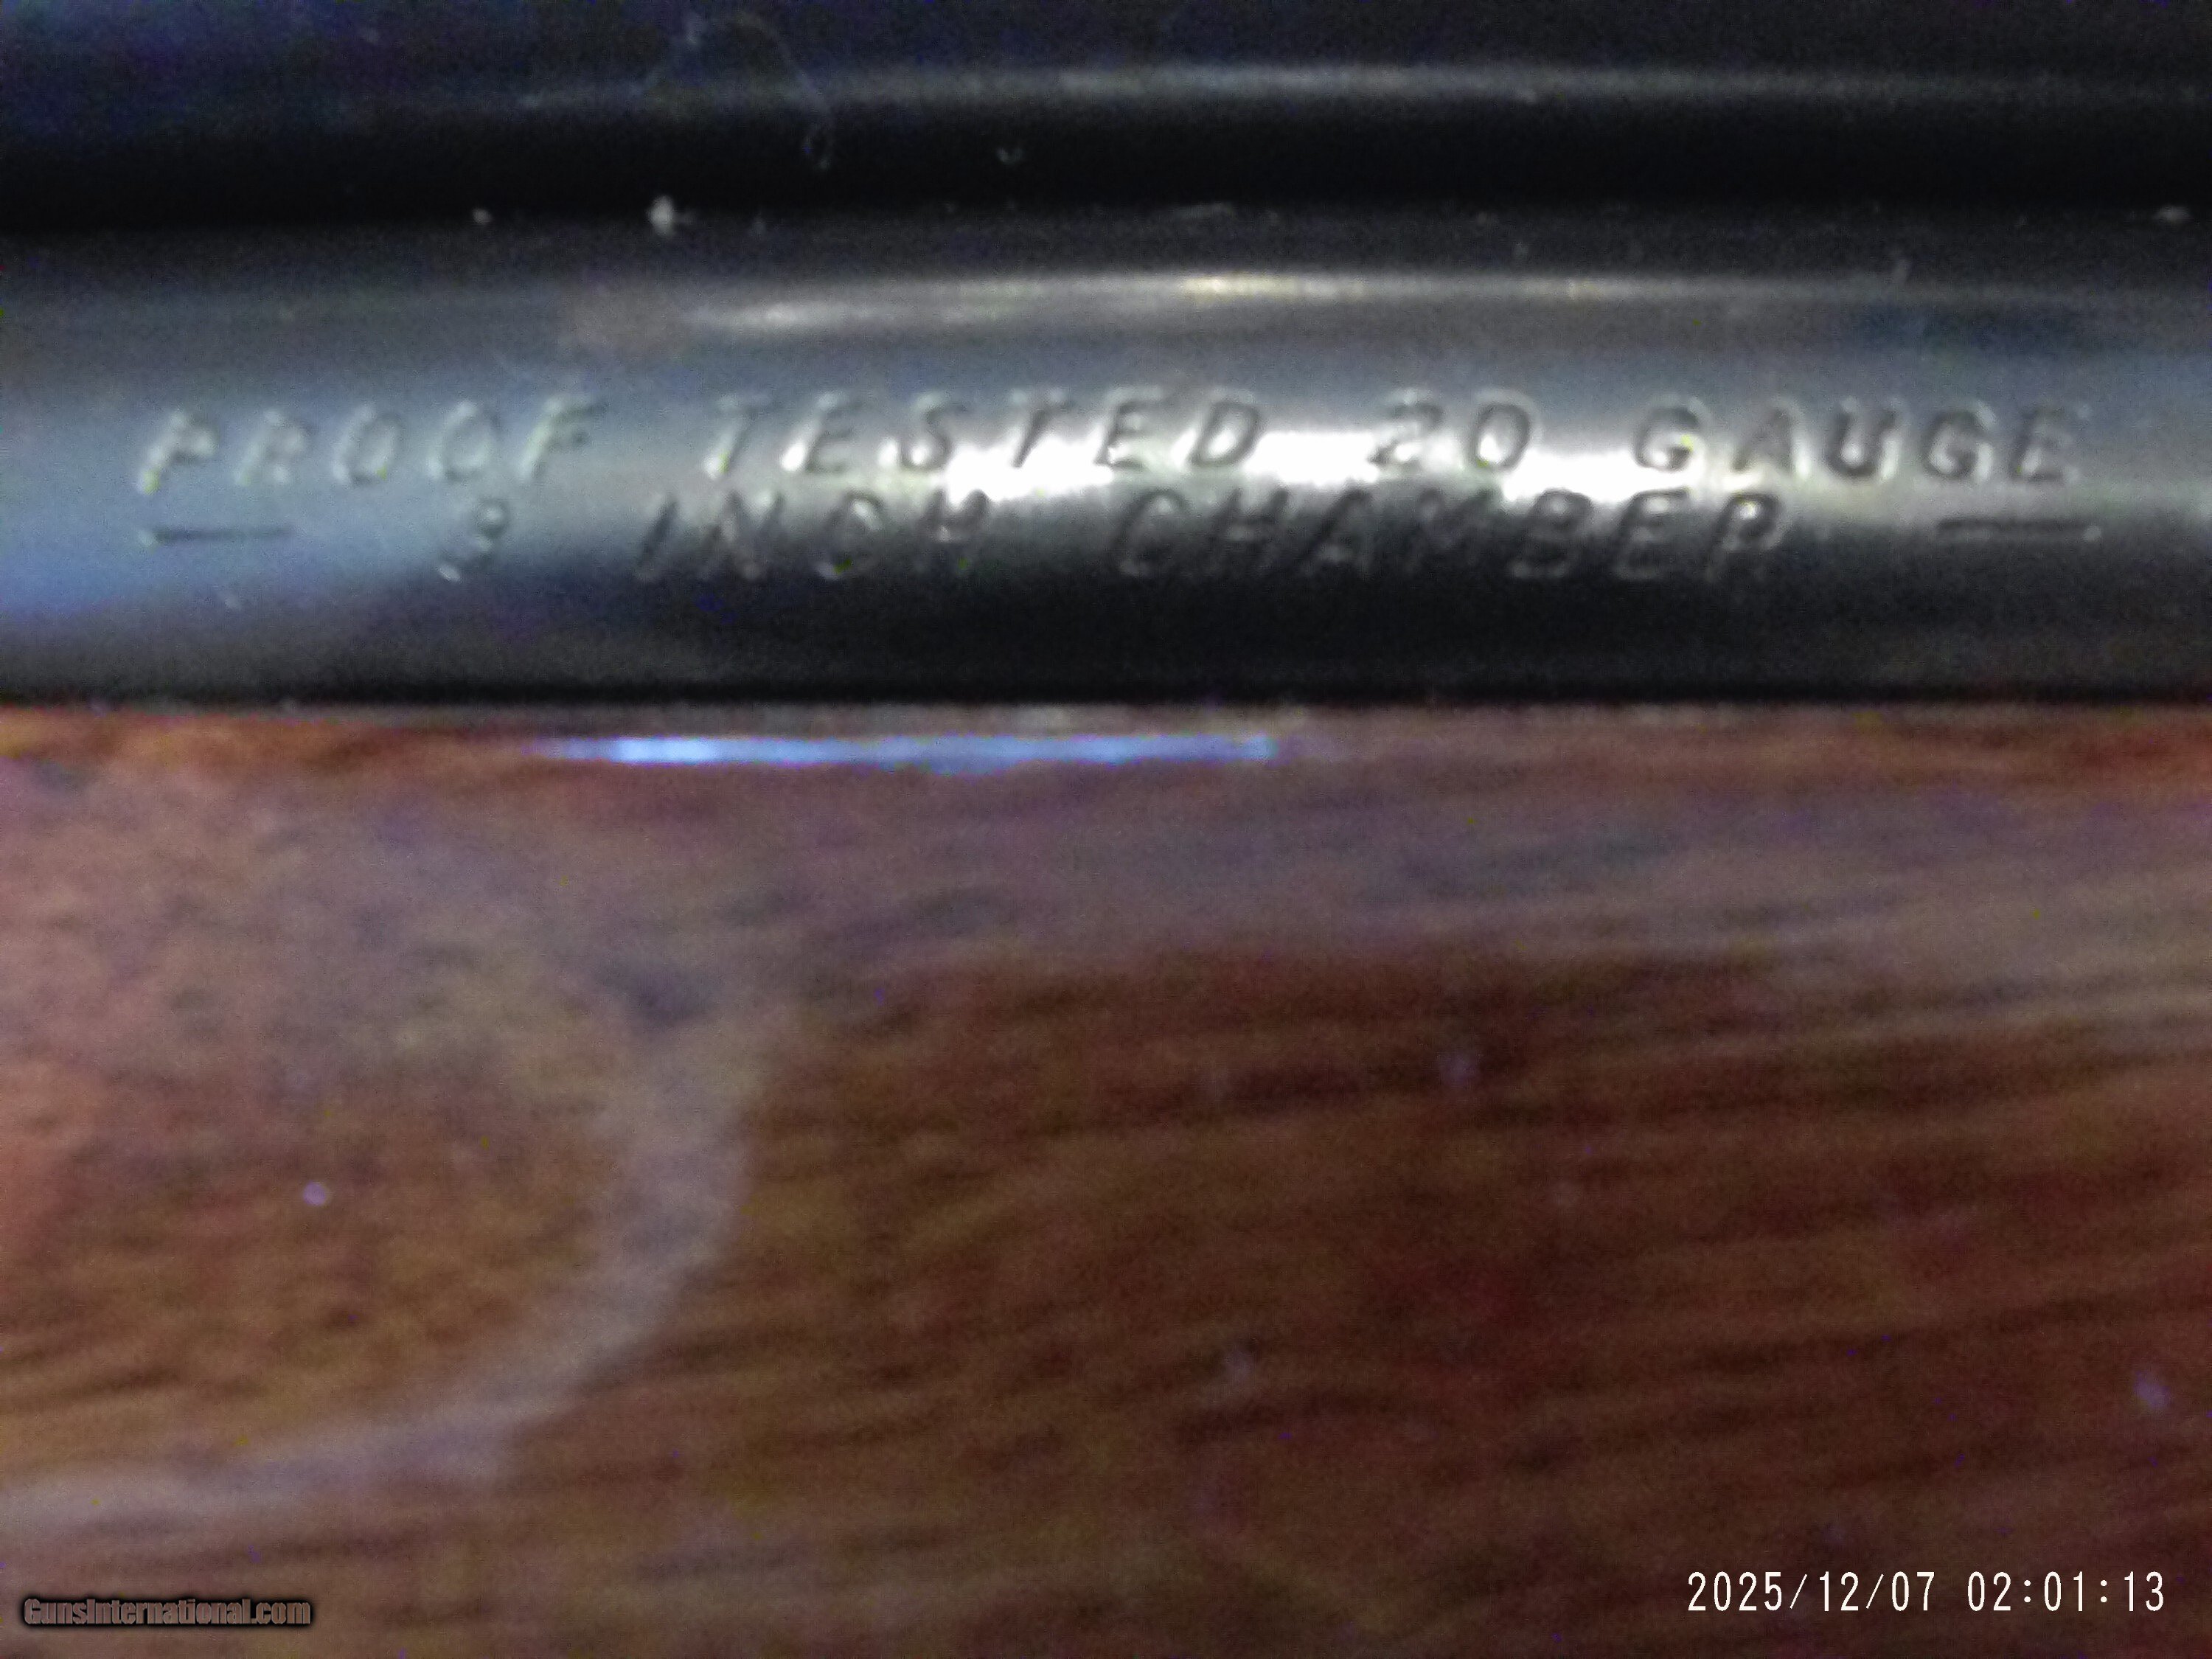 PROOF TESTED 20 GAUGE
— 3 INCH CHAMBER —
GunsInternational.com
2025/12/07 02:01:13